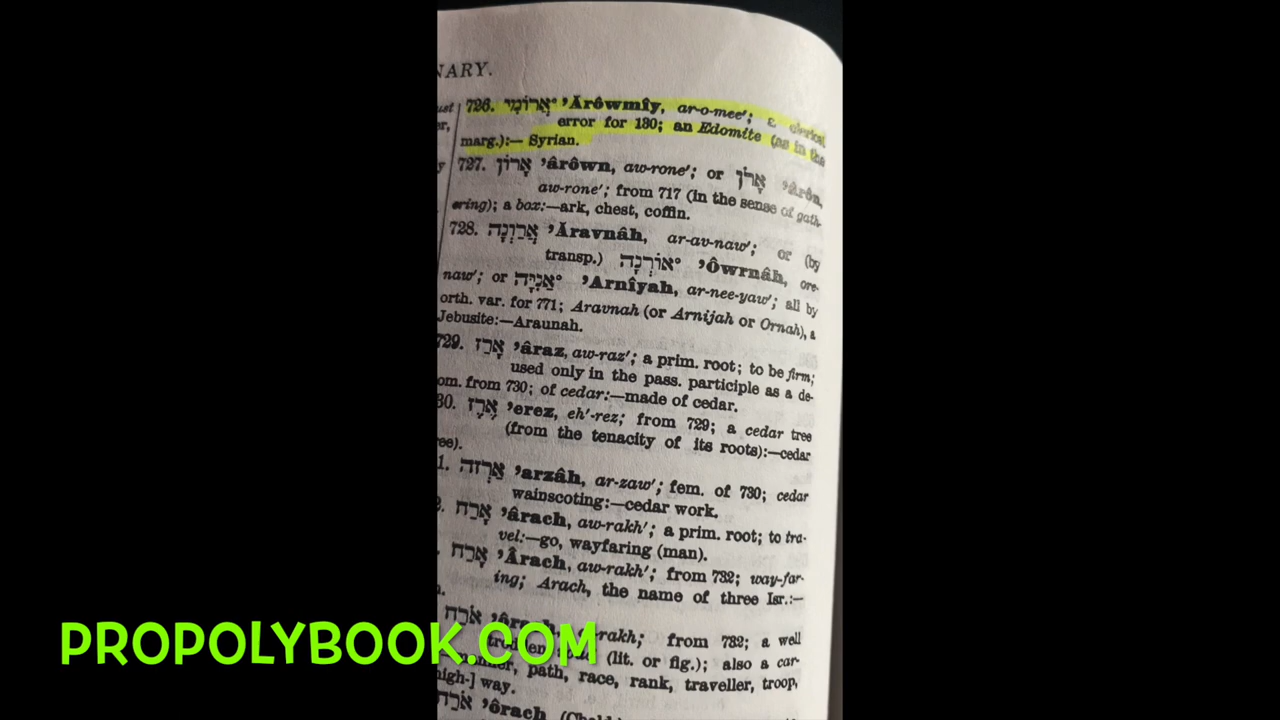 NARY.
726. אֲרוֹמִי° ’Ărôwmîy, ar-o-mee’; a clerical
error for 130; an Edomite (as in the
marg.):— Syrian.
727. אָרוֹן ’ârôwn, aw-rone’; or אָרֹן ’ârôn,
aw-rone’; from 717 (in the sense of gath-
ering); a box:—ark, chest, coffin.
728. אֲרַוְנָה ’Ăravnâh, ar-av-naw’; or (by
transp.) אוֹרְנָה° ’Ôwrnâh, ore-
naw’; or אֲרַנְיָּה° ’Arnîyah, ar-nee-yaw’; all by
orth. var. for 771; Aravnah (or Arnijah or Ornah), a
Jebusite:—Araunah.
729. אָרַז ’âraz, aw-raz’; a prim. root; to be firm;
used only in the pass. participle as a de-
om. from 730; of cedar:—made of cedar.
30. אֶרֶז ’erez, eh’-rez; from 729; a cedar tree
(from the tenacity of its roots):—cedar
ree).
1. אַרְזָה ’arzâh, ar-zaw’; fem. of 730; cedar
wainscoting:—cedar work.
2. אָרַח ’ârach, aw-rakh’; a prim. root; to tra-
vel:—go, wayfaring (man).
אָרַח ’Ârach, aw-rakh’; from 732; way-far-
ing; Arach, the name of three Isr.:—
אֹרַח rakh; from 732; a well
(lit. or fig.); also a car-
path, race, rank, traveller, troop,
high-] way.
אֹרַח ’ôrach
PROPOLYBOOK.COM